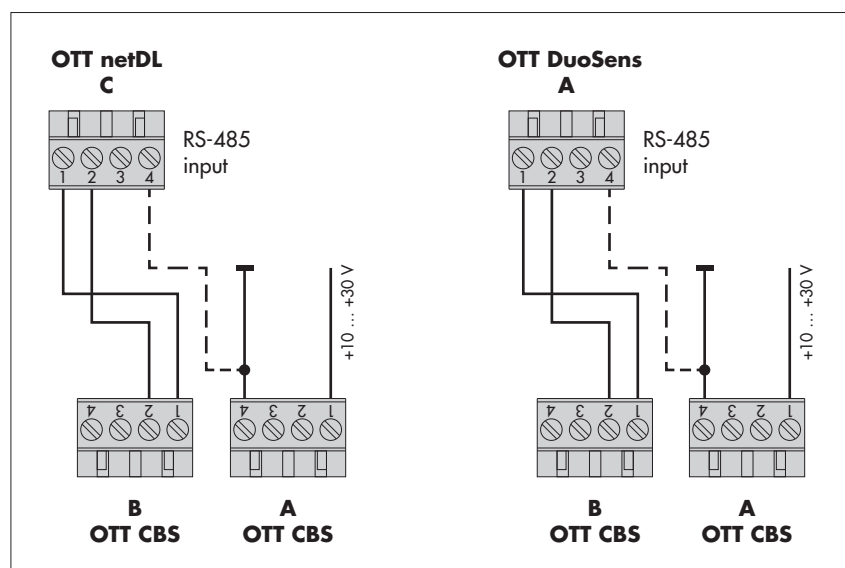 OTT netDL
C
RS-485
input
1 2 3 4
+10 ... +30 V
4 3 2 1
4 3 2 1
B
OTT CBS
A
OTT CBS
OTT DuoSens
A
RS-485
input
1 2 3 4
+10 ... +30 V
4 3 2 1
4 3 2 1
B
OTT CBS
A
OTT CBS